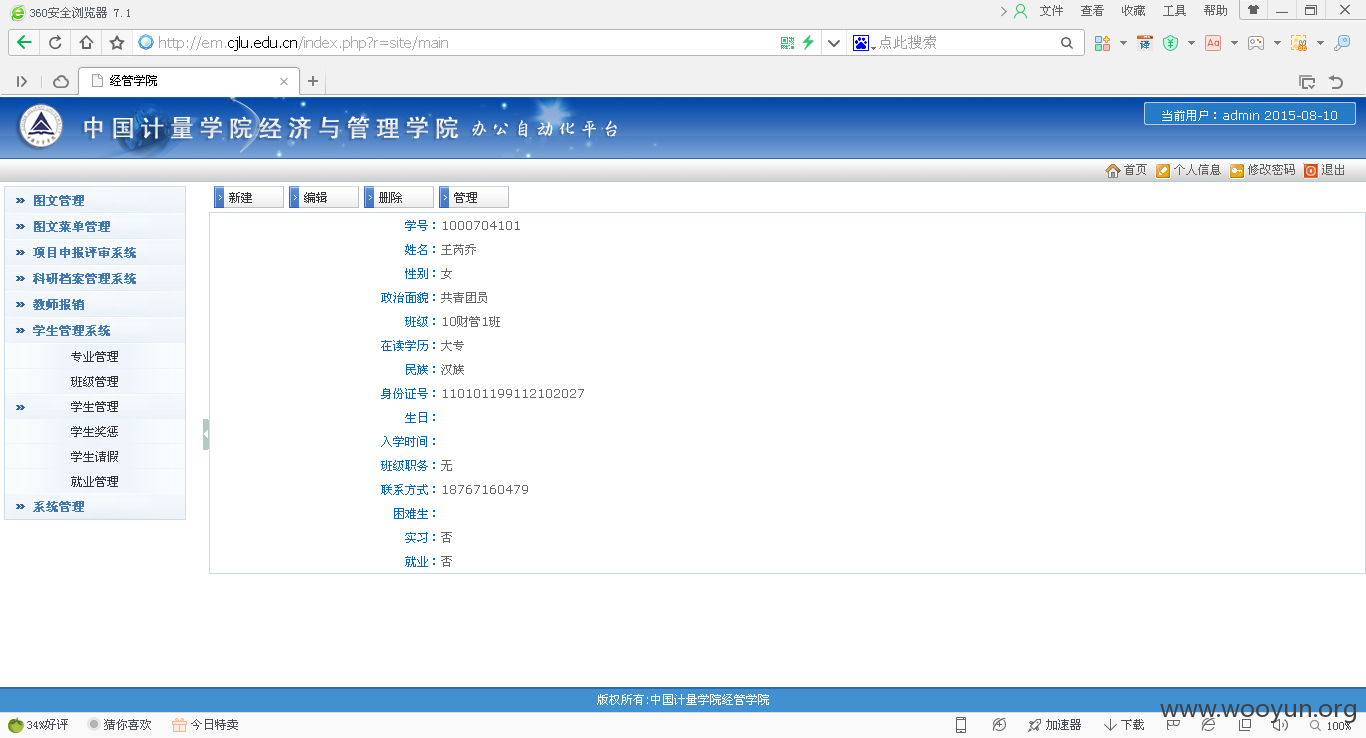 360安全浏览器 7.1
文件 查看 收藏 工具 帮助
http://em.cjlu.edu.cn/index.php?r=site/main
点此搜索
经管学院
中国计量学院经济与管理学院 办公自动化平台
当前用户：admin 2015-08-10
首页 个人信息 修改密码 退出
图文管理
图文菜单管理
项目申报评审系统
科研档案管理系统
教师报销
学生管理系统
专业管理
班级管理
学生管理
学生奖惩
学生请假
就业管理
系统管理
新建 编辑 删除 管理
学号：1000704101
姓名：王芮乔
性别：女
政治面貌：共青团员
班级：10财管1班
在读学历：大专
民族：汉族
身份证号：110101199112102027
生日：
入学时间：
班级职务：无
联系方式：18767160479
困难生：
实习：否
就业：否
版权所有:中国计量学院经管学院
www.wooyun.org
34%好评 猜你喜欢 今日特卖
加速器 下载 100%